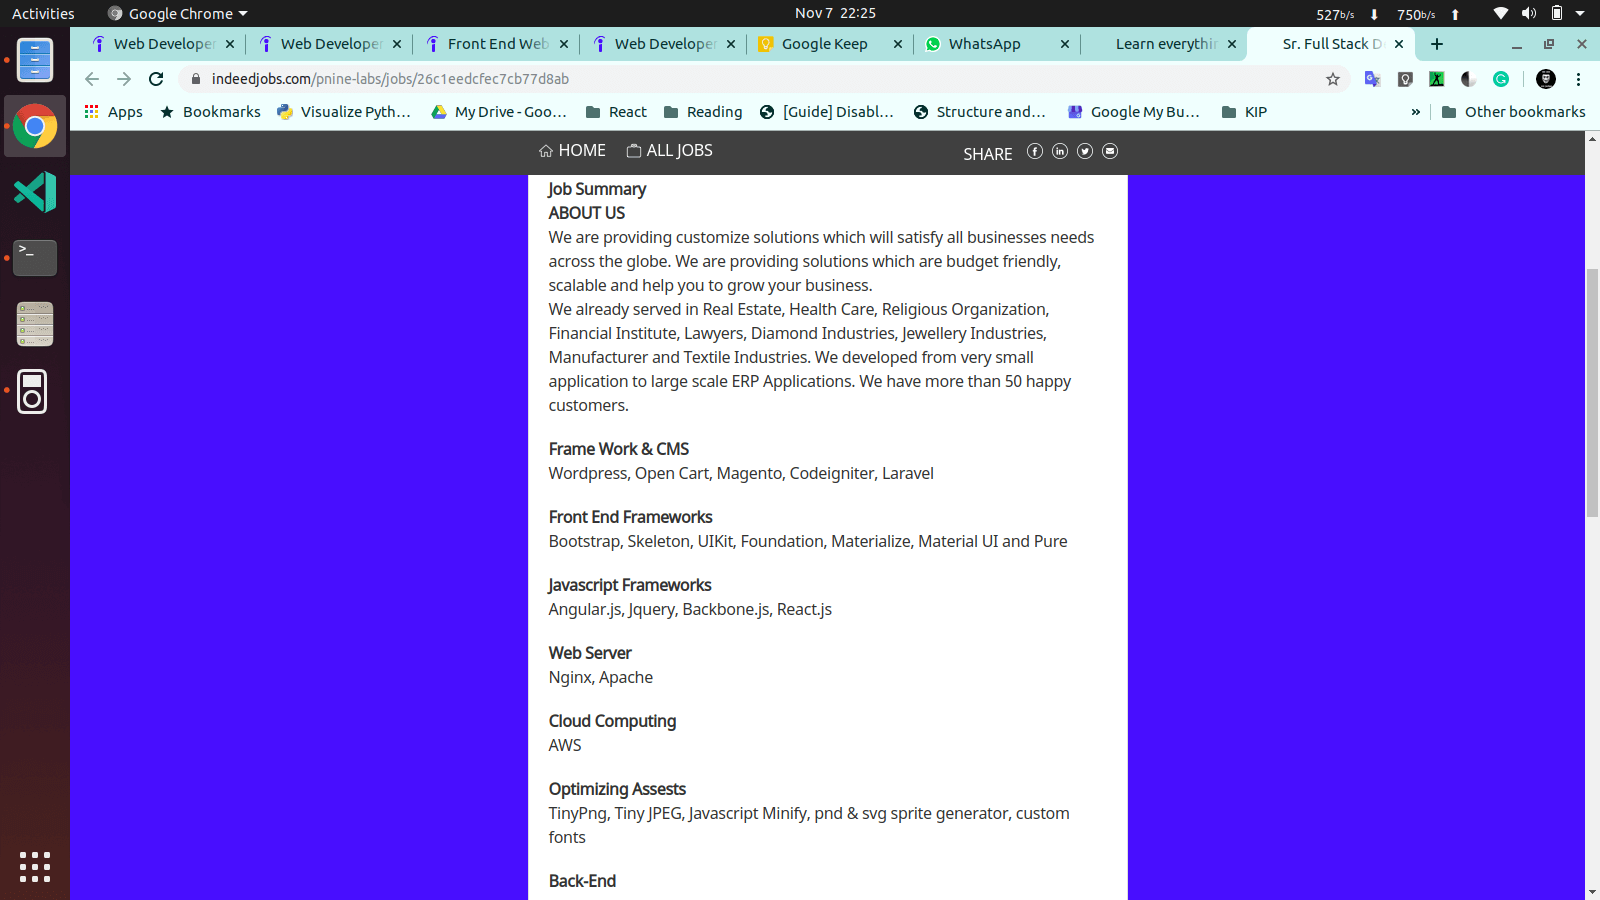 Activities Google Chrome Nov 7 22:25 527b/s 750b/s
Web Developer Web Developer Front End Web Web Developer Google Keep WhatsApp Learn everythin Sr. Full Stack D
indeedjobs.com/pnine-labs/jobs/26c1eedcfec7cb77d8ab
Apps Bookmarks Visualize Pyth... My Drive - Goo... React Reading [Guide] Disabl... Structure and... Google My Bu... KIP » Other bookmarks
HOME ALL JOBS SHARE
Job Summary
ABOUT US
We are providing customize solutions which will satisfy all businesses needs
across the globe. We are providing solutions which are budget friendly,
scalable and help you to grow your business.
We already served in Real Estate, Health Care, Religious Organization,
Financial Institute, Lawyers, Diamond Industries, Jewellery Industries,
Manufacturer and Textile Industries. We developed from very small
application to large scale ERP Applications. We have more than 50 happy
customers.
Frame Work & CMS
Wordpress, Open Cart, Magento, Codeigniter, Laravel
Front End Frameworks
Bootstrap, Skeleton, UIKit, Foundation, Materialize, Material UI and Pure
Javascript Frameworks
Angular.js, Jquery, Backbone.js, React.js
Web Server
Nginx, Apache
Cloud Computing
AWS
Optimizing Assests
TinyPng, Tiny JPEG, Javascript Minify, pnd & svg sprite generator, custom
fonts
Back-End